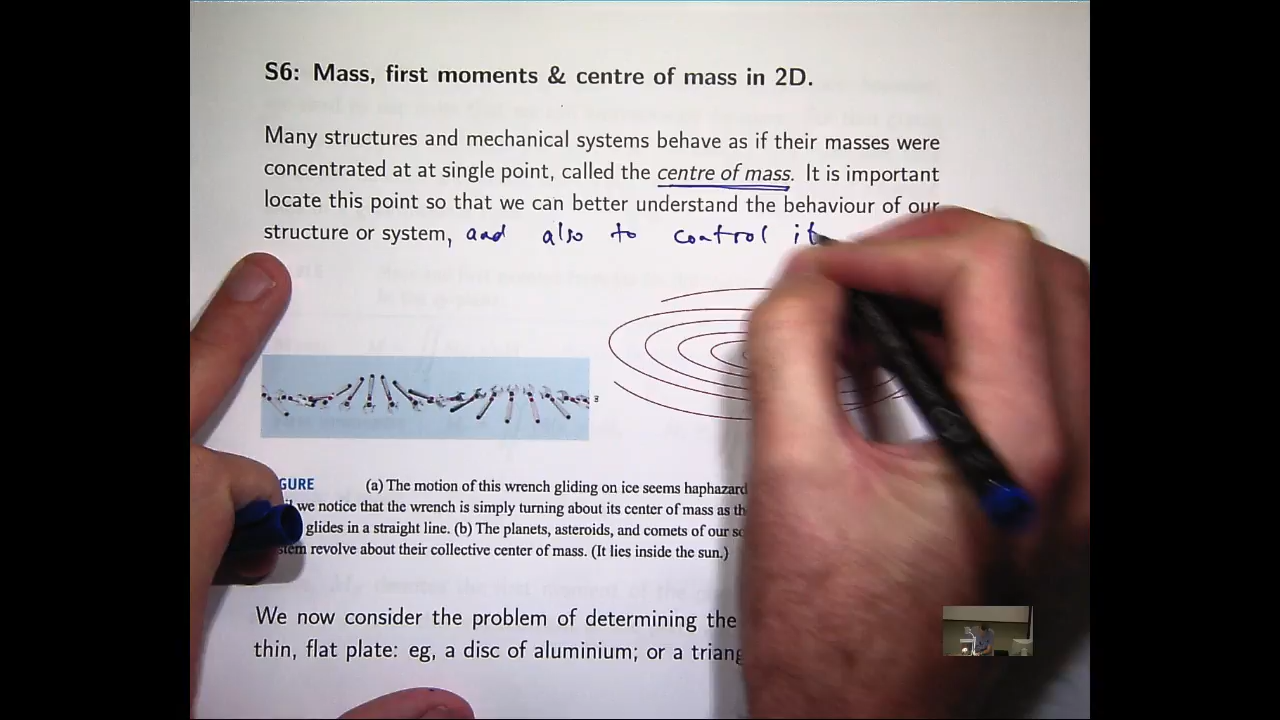 S6: Mass, first moments & centre of mass in 2D.
Many structures and mechanical systems behave as if their masses were
concentrated at at single point, called the centre of mass. It is important
locate this point so that we can better understand the behaviour of our
structure or system, and also to control it
GURE (a) The motion of this wrench gliding on ice seems haphazard
we notice that the wrench is simply turning about its center of mass as
glides in a straight line. (b) The planets, asteroids, and comets of our
stem revolve about their collective center of mass. (It lies inside the sun.)
We now consider the problem of determining the
thin, flat plate: eg, a disc of aluminium; or a